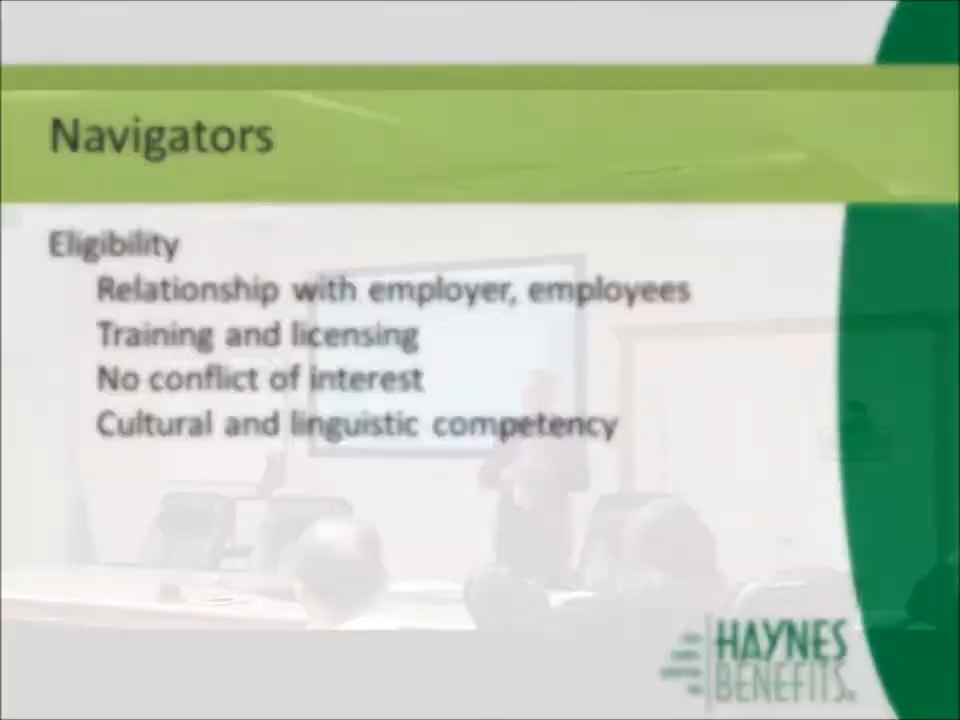 Navigators
Eligibility
Relationship with employer, employees
Training and licensing
No conflict of interest
Cultural and linguistic competency
HAYNES
BENEFITS